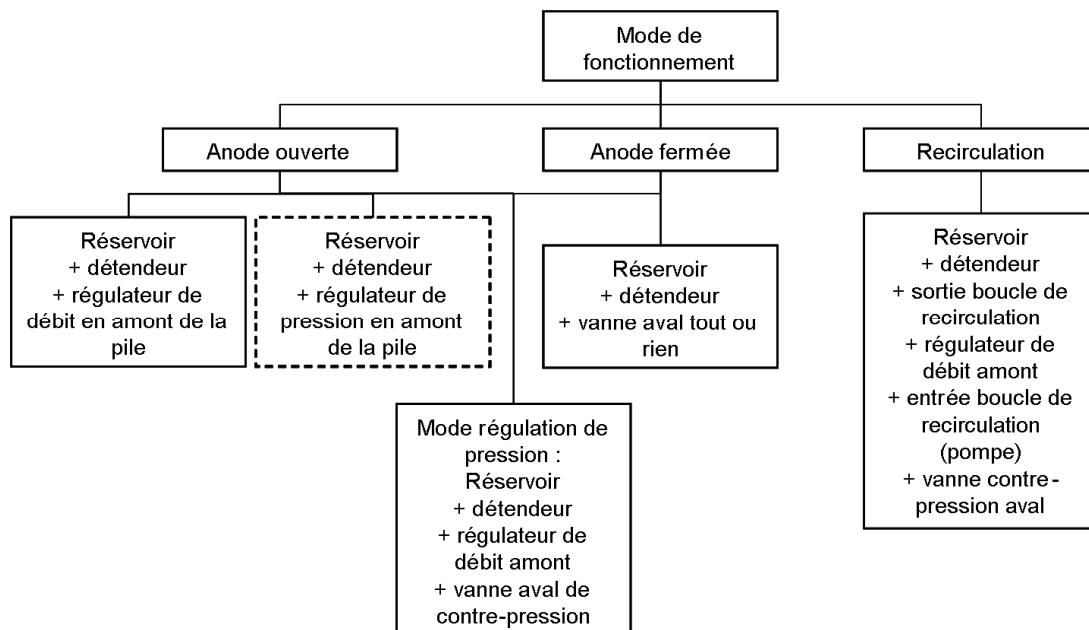 Mode de
fonctionnement
Anode ouverte
Anode fermée
Recirculation
Réservoir
+ détendeur
+ régulateur de
débit en amont de la
pile
Réservoir
+ détendeur
+ régulateur de
pression en amont
de la pile
Réservoir
+ détendeur
+ vanne aval tout ou
rien
Réservoir
+ détendeur
+ sortie boucle de
recirculation
+ régulateur de
débit amont
+ entrée boucle de
recirculation
(pompe)
+ vanne contre-
pression aval
Mode régulation de
pression :
Réservoir
+ détendeur
+ régulateur de
débit amont
+ vanne aval de
contre-pression